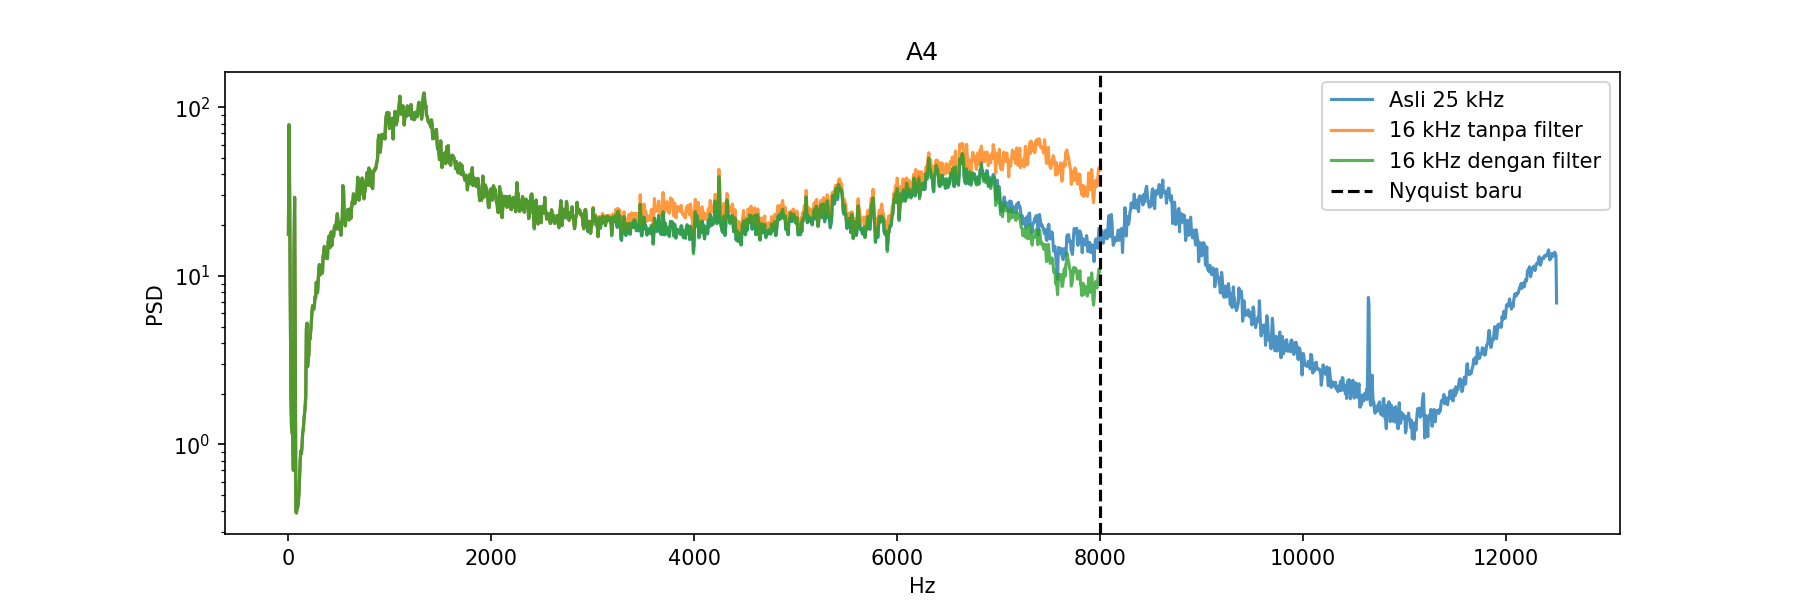 A4
10²
10¹
10⁰
PSD
0 2000 4000 6000 8000 10000 12000
Hz
Asli 25 kHz
16 kHz tanpa filter
16 kHz dengan filter
Nyquist baru